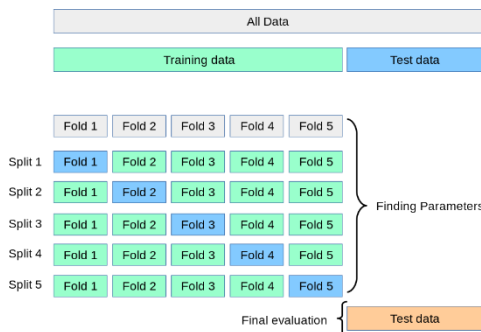 All Data
Training data Test data
Fold 1 Fold 2 Fold 3 Fold 4 Fold 5
Split 1 Fold 1 Fold 2 Fold 3 Fold 4 Fold 5
Split 2 Fold 1 Fold 2 Fold 3 Fold 4 Fold 5
Split 3 Fold 1 Fold 2 Fold 3 Fold 4 Fold 5
Finding Parameters
Split 4 Fold 1 Fold 2 Fold 3 Fold 4 Fold 5
Split 5 Fold 1 Fold 2 Fold 3 Fold 4 Fold 5
Final evaluation Test data